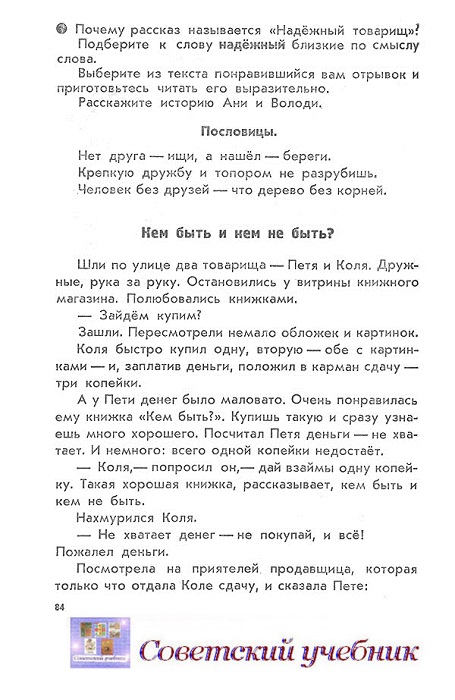 Почему рассказ называется «Надёжный товарищ»?
Подберите к слову надёжный близкие по смыслу
слова.
Выберите из текста понравившийся вам отрывок и
приготовьтесь читать его выразительно.
Расскажите историю Ани и Володи.
Пословицы.
Нет друга — ищи, а нашёл — береги.
Крепкую дружбу и топором не разрубишь.
Человек без друзей — что дерево без корней.
Кем быть и кем не быть?
Шли по улице два товарища — Петя и Коля. Друж-
ные, рука за руку. Остановились у витрины книжного
магазина. Полюбовались книжками.
— Зайдём купим?
Зашли. Пересмотрели немало обложек и картинок.
Коля быстро купил одну, вторую — обе с картин-
ками — и, заплатив деньги, положил в карман сдачу —
три копейки.
А у Пети денег было маловато. Очень понравилась
ему книжка «Кем быть?». Купишь такую и сразу узна-
ешь много хорошего. Посчитал Петя деньги — не хва-
тает. И немного: всего одной копейки недостаёт.
— Коля,— попросил он,— дай взаймы одну копей-
ку. Такая хорошая книжка, рассказывает, кем быть и
кем не быть.
Нахмурился Коля.
— Не хватает денег — не покупай, и всё!
Пожалел деньги.
Посмотрела на приятелей продавщица, которая
только что отдала Коле сдачу, и сказала Пете:
84
Советский учебник
Советский учебник